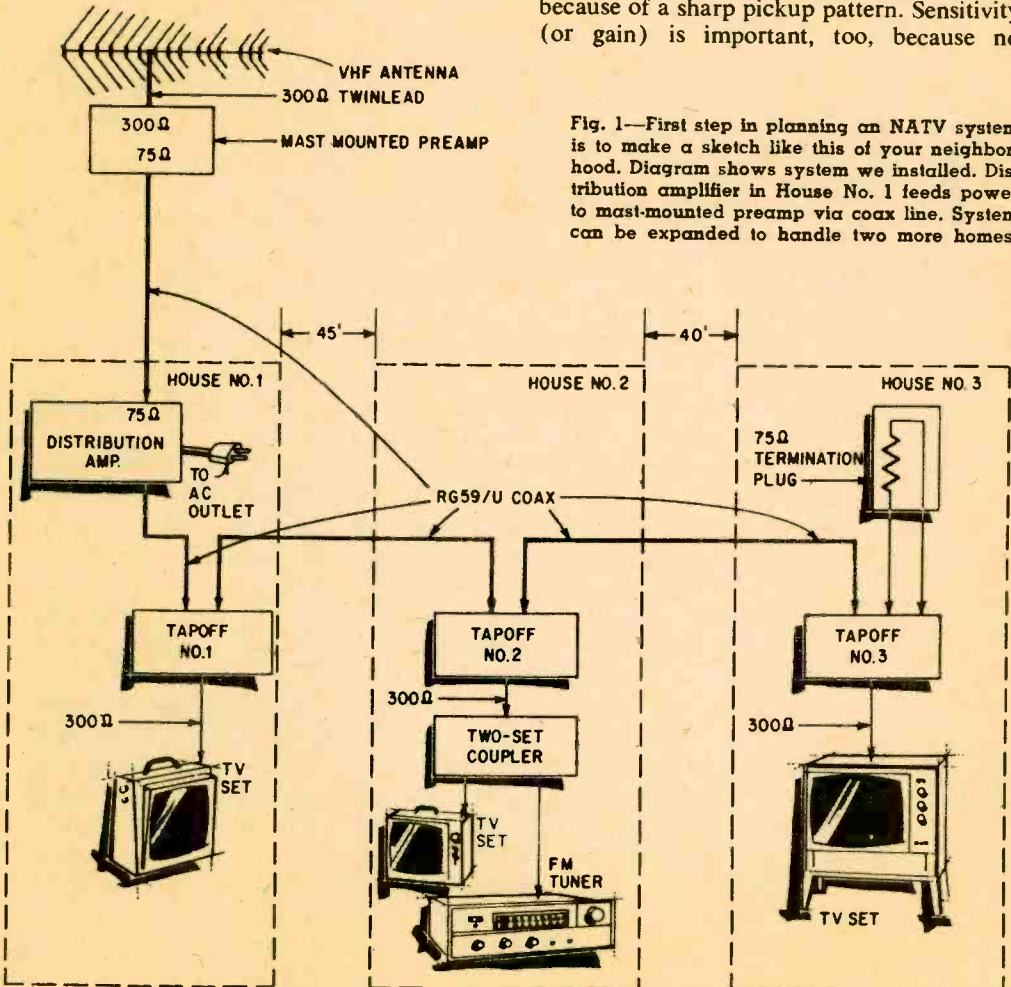 because of a sharp pickup pattern. Sensitivity
(or gain) is important, too, because no
Fig. 1—First step in planning an NATV system
is to make a sketch like this of your neighbor
hood. Diagram shows system we installed. Dis
tribution amplifier in House No. 1 feeds powe
to mast-mounted preamp via coax line. System
can be expanded to handle two more homes
VHF ANTENNA
300Ω TWINLEAD
300Ω
75Ω
MAST MOUNTED PREAMP
45'
40'
HOUSE NO.1
HOUSE NO.2
HOUSE NO.3
75Ω
DISTRIBUTION
AMP.
TO
AC
OUTLET
RG59/U COAX
75Ω
TERMINATION
PLUG
TAPOFF
NO.1
TAPOFF
NO.2
TAPOFF
NO.3
300Ω
300Ω
300Ω
TWO-SET
COUPLER
TV
SET
TV
SET
FM
TUNER
TV SET